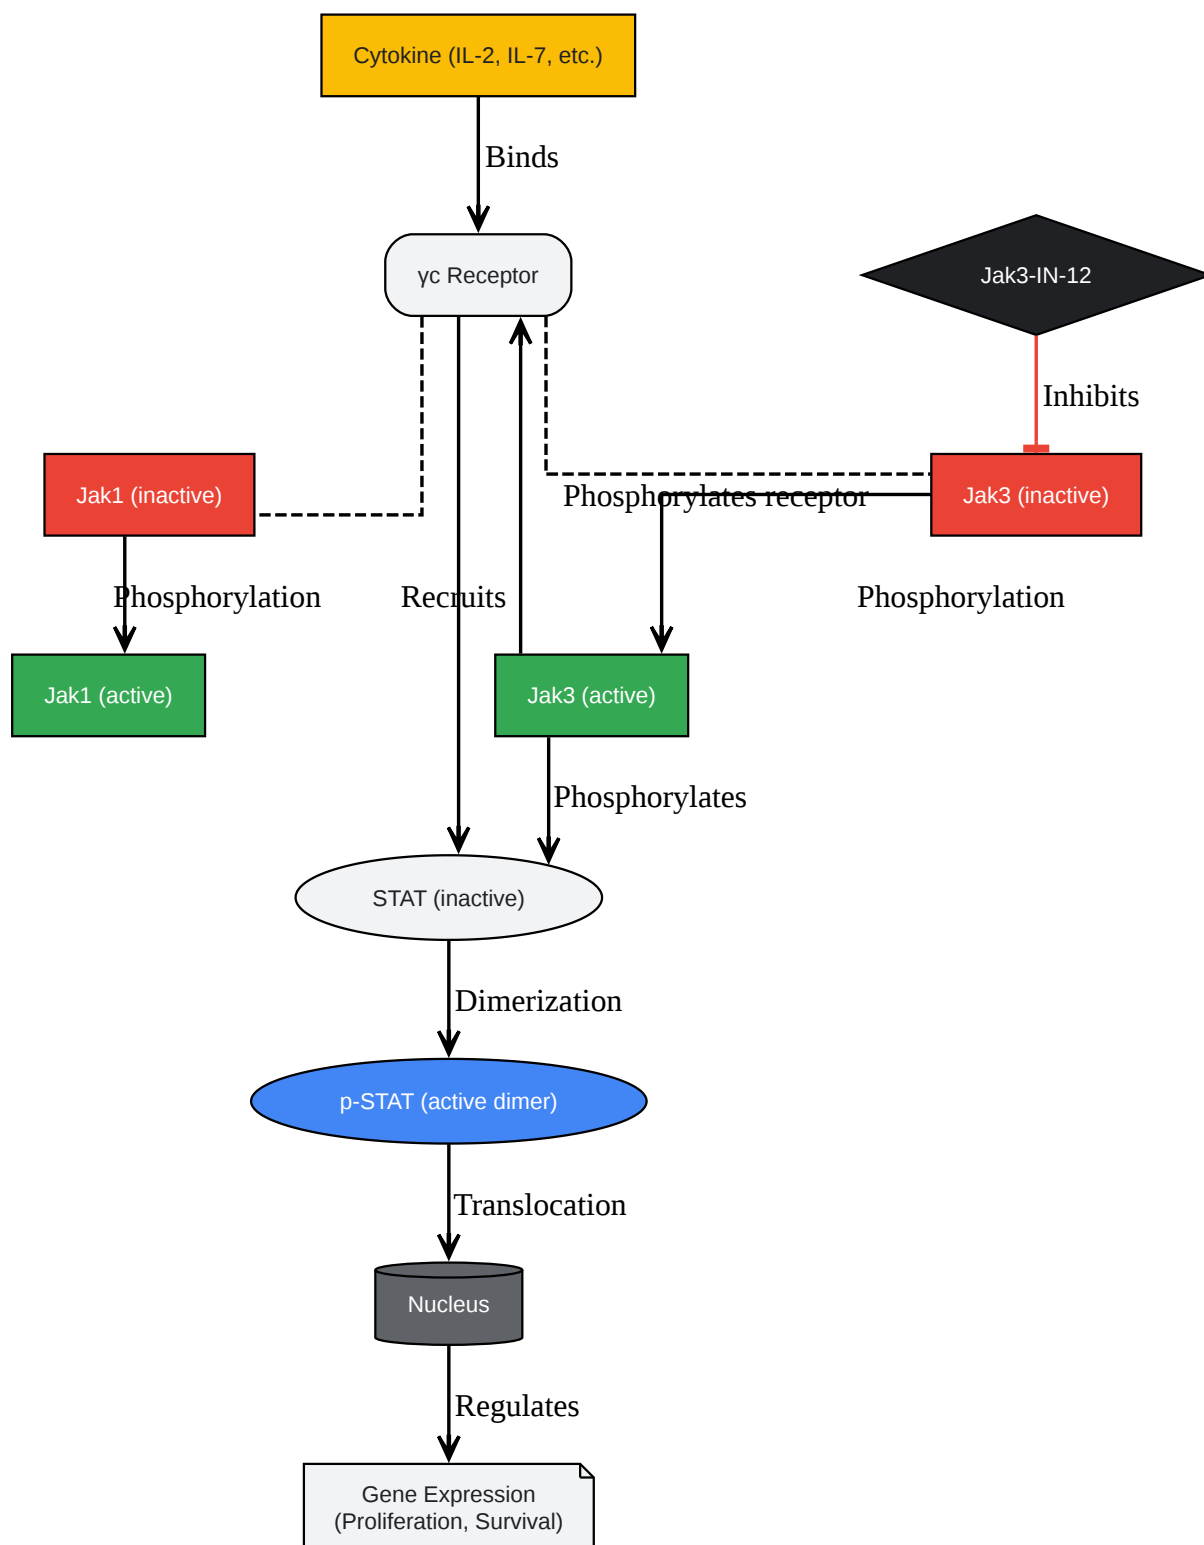 Cytokine (IL-2, IL-7, etc.)
Binds
γc Receptor
Jak3-IN-12
Inhibits
Jak1 (inactive)
Phosphorylates receptor
Jak3 (inactive)
Phosphorylation
Recruits
Phosphorylation
Jak1 (active)
Jak3 (active)
Phosphorylates
STAT (inactive)
Dimerization
p-STAT (active dimer)
Translocation
Nucleus
Regulates
Gene Expression
(Proliferation, Survival)